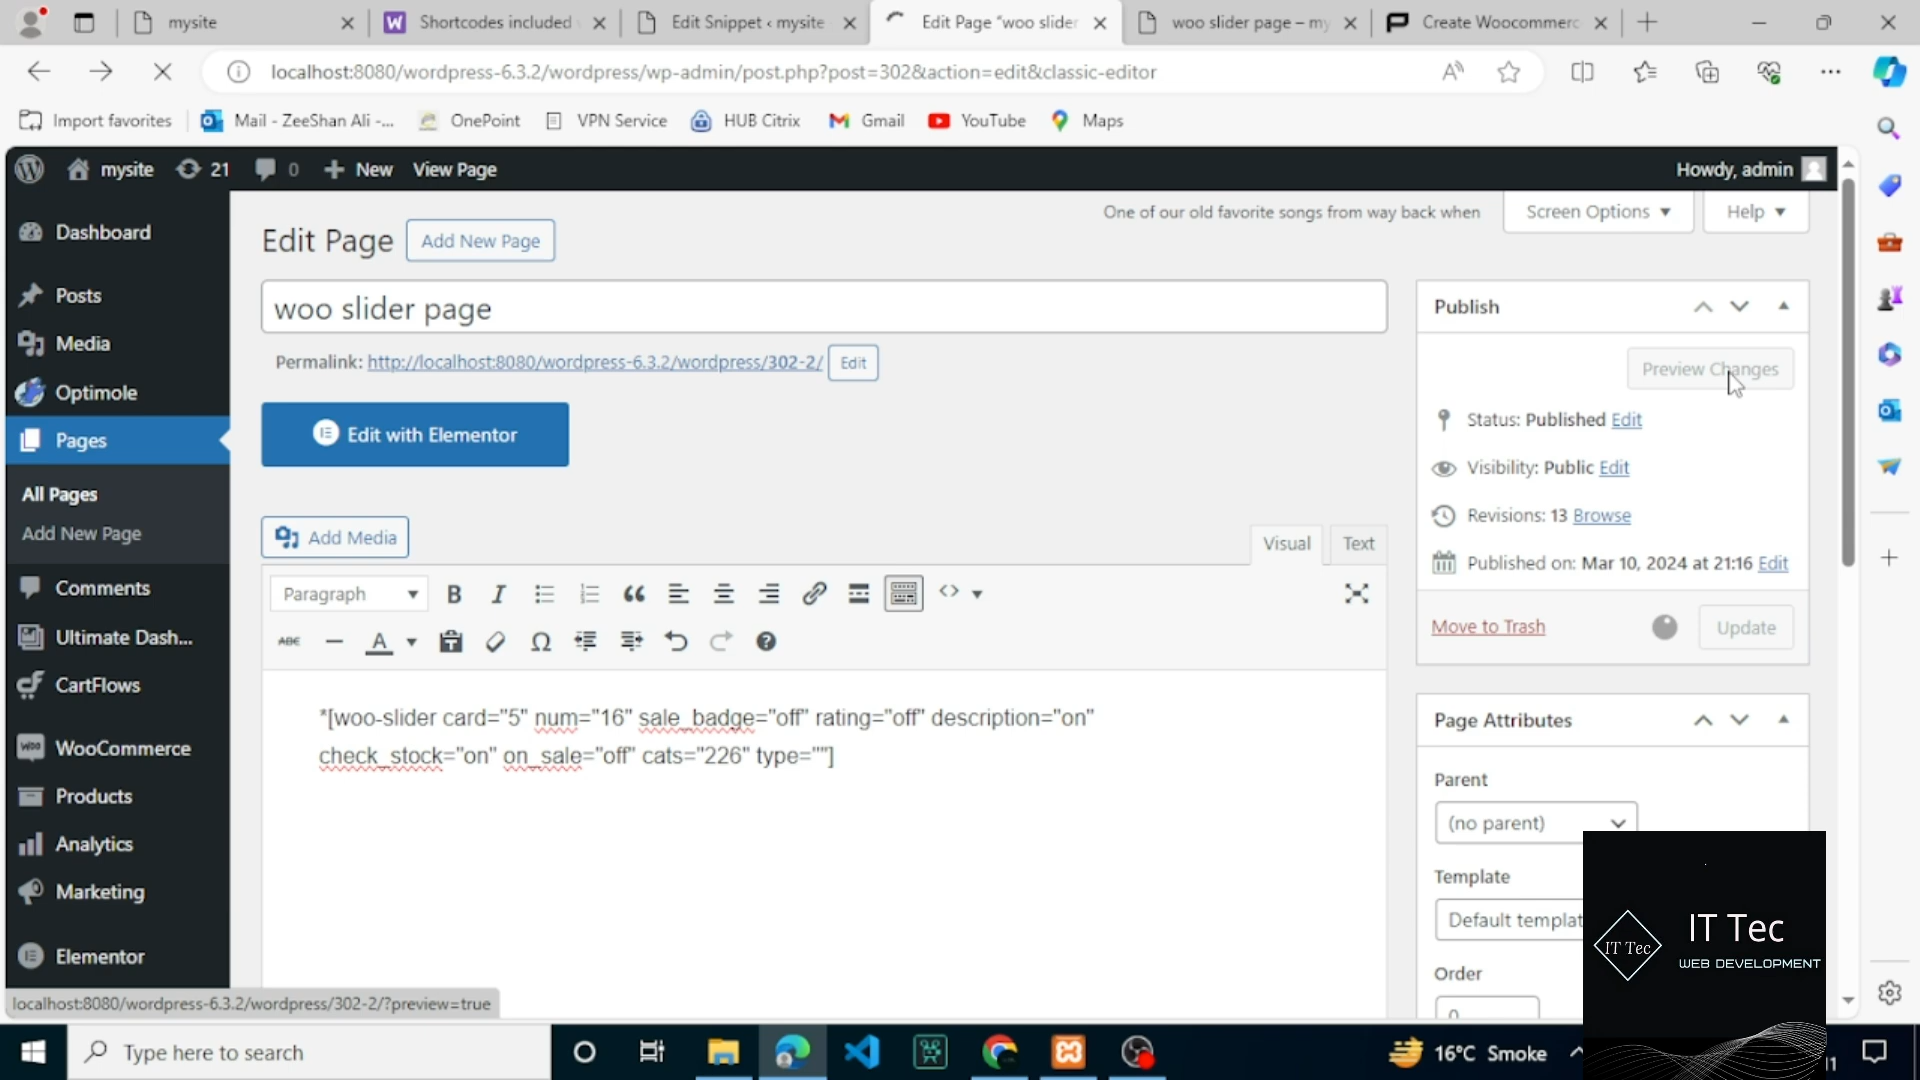 mysite
Shortcodes included
Edit Snippet ‹ mysite
Edit Page "woo slider
woo slider page – my
Create Woocommerc
localhost:8080/wordpress-6.3.2/wordpress/wp-admin/post.php?post=302&action=edit&classic-editor
Import favorites
Mail - ZeeShan Ali -...
OnePoint
VPN Service
HUB Citrix
Gmail
YouTube
Maps
mysite
21
0
New
View Page
Howdy, admin
Dashboard
Posts
Media
Optimole
Pages
All Pages
Add New Page
Comments
Ultimate Dash...
CartFlows
WooCommerce
Products
Analytics
Marketing
Elementor
localhost:8080/wordpress-6.3.2/wordpress/302-2/?preview=true
One of our old favorite songs from way back when
Screen Options
Help
Edit Page
Add New Page
woo slider page
Permalink: http://localhost:8080/wordpress-6.3.2/wordpress/302-2/
Edit
Edit with Elementor
Add Media
Visual
Text
Paragraph
B
I
ABC
A
*[woo-slider card="5" num="16" sale_badge="off" rating="off" description="on"
check_stock="on" on_sale="off" cats="226" type=""]
Publish
Preview Changes
Status: Published Edit
Visibility: Public Edit
Revisions: 13 Browse
Published on: Mar 10, 2024 at 21:16 Edit
Move to Trash
Update
Page Attributes
Parent
(no parent)
Template
Default templat
Order
0
IT Tec
IT Tec
WEB DEVELOPMENT
Type here to search
16°C Smoke